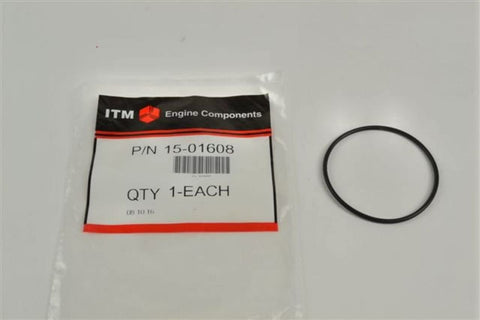 ITM Engine Components
P/N 15-01608
QTY 1-EACH